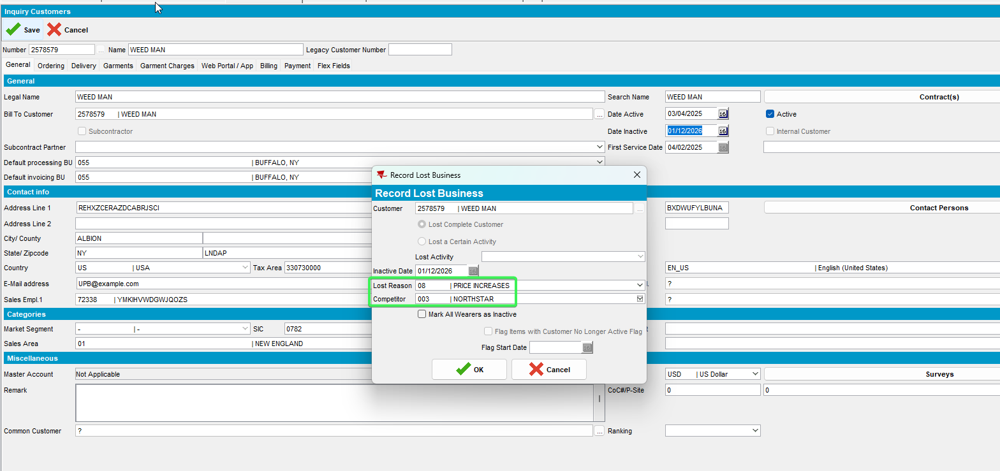 Inquiry Customers
Save Cancel
Number 2578579 ... Name WEED MAN Legacy Customer Number
General Ordering Delivery Garments Garment Charges Web Portal / App Billing Payment Flex Fields
General
Legal Name WEED MAN Search Name WEED MAN Contract(s)
Bill To Customer 2578579 | WEED MAN ... Date Active 03/04/2025 16 Active
Subcontractor Date Inactive 01/12/2026 16 Internal Customer
Subcontract Partner First Service Date 04/02/2025 16
Default processing BU 055 | BUFFALO, NY
Default invoicing BU 055 | BUFFALO, NY
Contact info
Address Line 1 REHXZCERAZDCABRJSCI BXDWUFYLBUNA Contact Persons
Address Line 2
City/ County ALBION
State/ Zipcode NY LNDAP
Country US | USA Tax Area 330730000 EN_US | English (United States)
E-Mail address UPB@example.com ?
Sales Empl.1 72338 | YMKIHVWDGWJQOZS ?
Categories
Market Segment - | - SIC 0782
Sales Area 01 | NEW ENGLAND
Miscellaneous
Master Account Not Applicable USD | US Dollar Surveys
Remark CoC#/P-Site 0 0
Common Customer ? ... Ranking
Record Lost Business
Record Lost Business
Customer 2578579 | WEED MAN ...
Lost Complete Customer
Lost a Certain Activity
Lost Activity
Inactive Date 01/12/2026 16
Lost Reason 08 | PRICE INCREASES
Competitor 003 | NORTHSTAR
Mark All Wearers as Inactive
Flag Items with Customer No Longer Active Flag
Flag Start Date 16
OK Cancel